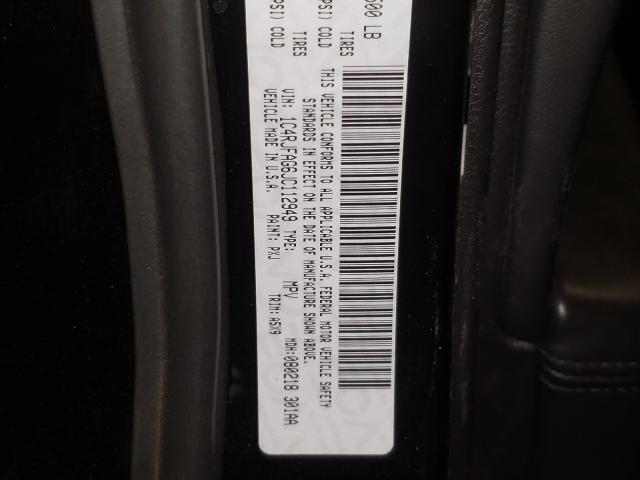 500 LB
TIRES
PSI) COLD
TIRES
PSI) COLD
THIS VEHICLE CONFORMS TO ALL APPLICABLE U.S.A. FEDERAL MOTOR VEHICLE SAFETY
STANDARDS IN EFFECT ON THE DATE OF MANUFACTURE SHOWN ABOVE.
VIN: 1C4RJFAG6JC112949 TYPE: MPV MDH:080218 301AA
VEHICLE MADE IN U.S.A. PAINT: PXJ TRIM: A5X9